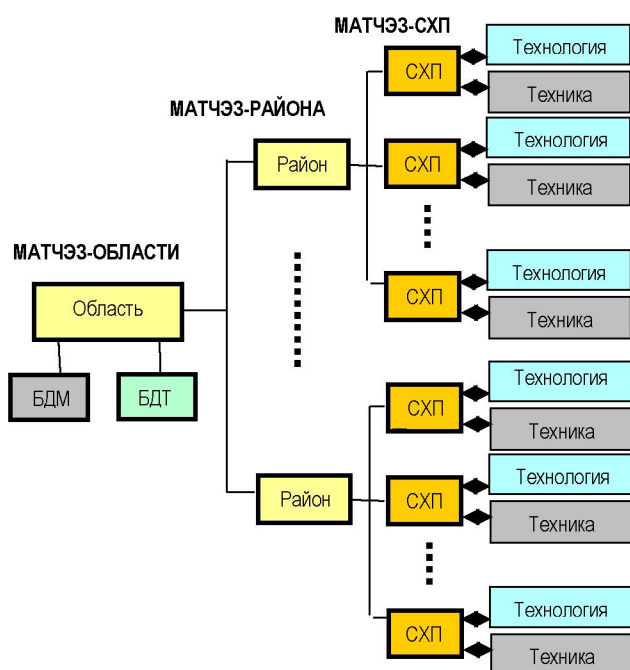 МАТЧЭЗ-СХП
СХП
Технология
Техника
МАТЧЭЗ-РАЙОНА
Район
СХП
Технология
Техника
СХП
Технология
Техника
МАТЧЭЗ-ОБЛАСТИ
Область
БДМ
БДТ
СХП
Технология
Техника
Район
СХП
Технология
Техника
СХП
Технология
Техника